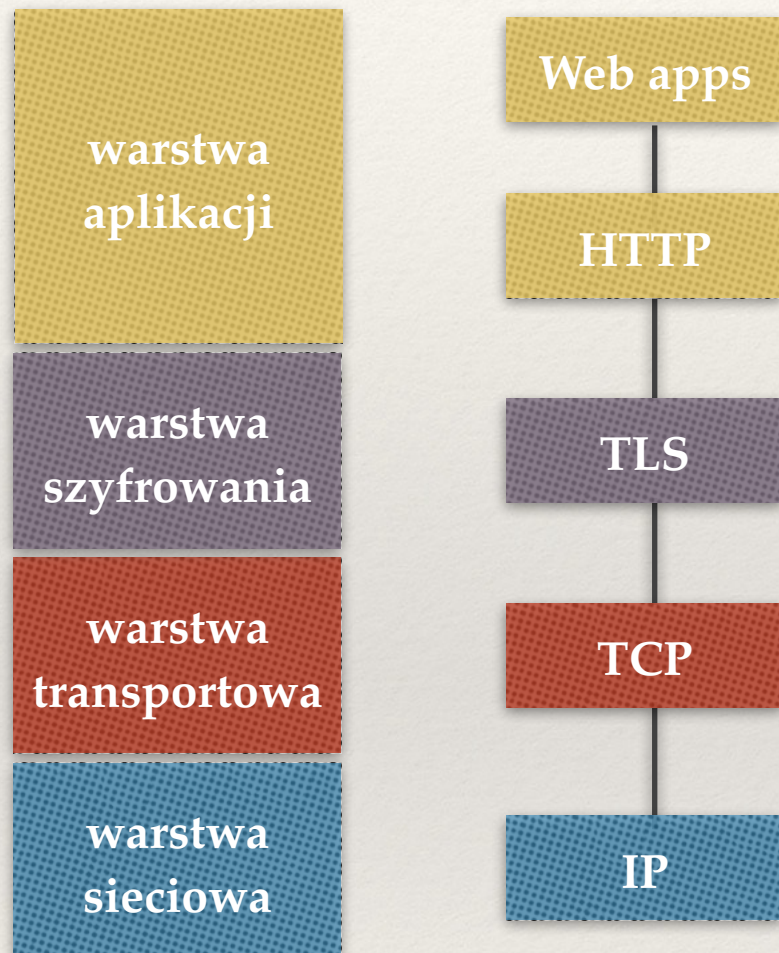 warstwa
aplikacji
Web apps
HTTP
warstwa
szyfrowania
TLS
warstwa
transportowa
TCP
warstwa
sieciowa
IP